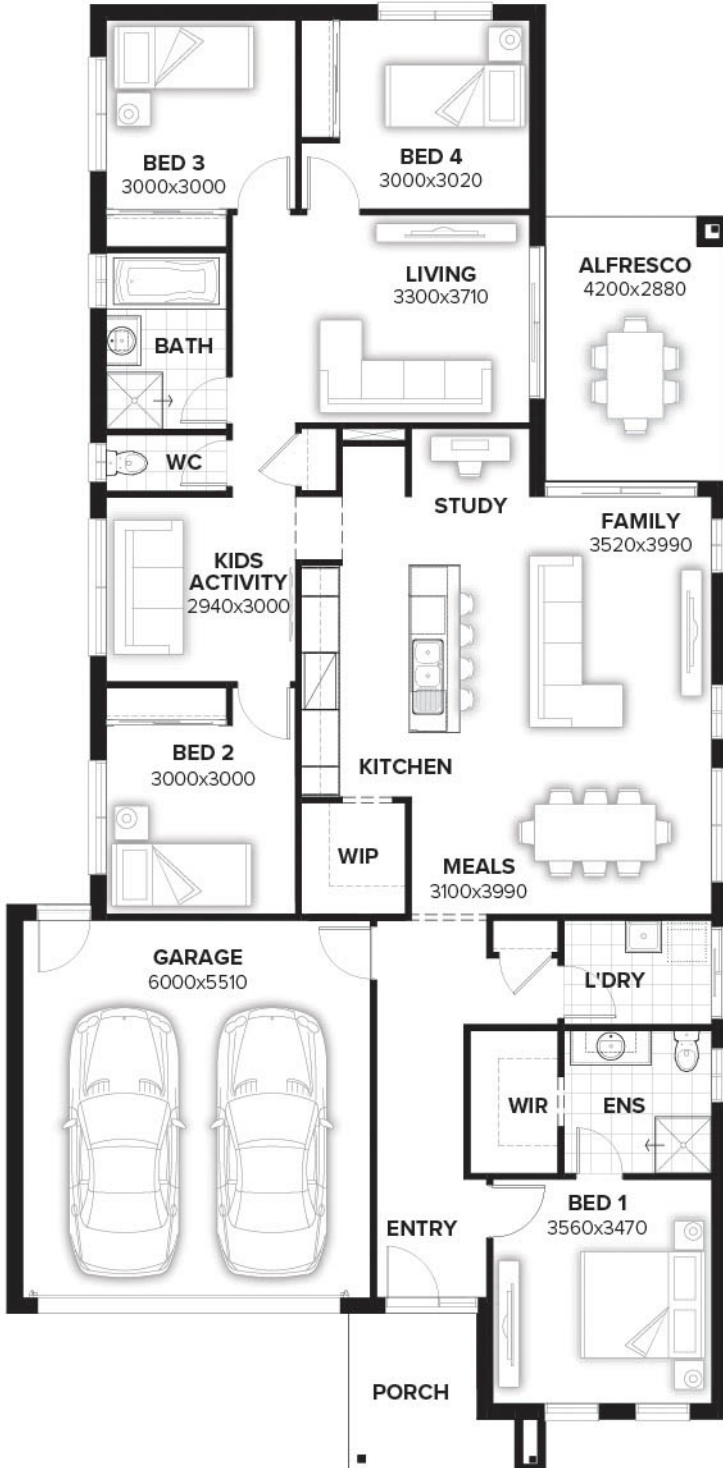 BED 3
3000x3000
BED 4
3000x3020
LIVING
3300x3710
ALFRESCO
4200x2880
BATH
WC
STUDY
FAMILY
3520x3990
KIDS
ACTIVITY
2940x3000
BED 2
3000x3000
KITCHEN
WIP
MEALS
3100x3990
GARAGE
6000x5510
L'DRY
WIR
ENS
BED 1
3560x3470
ENTRY
PORCH